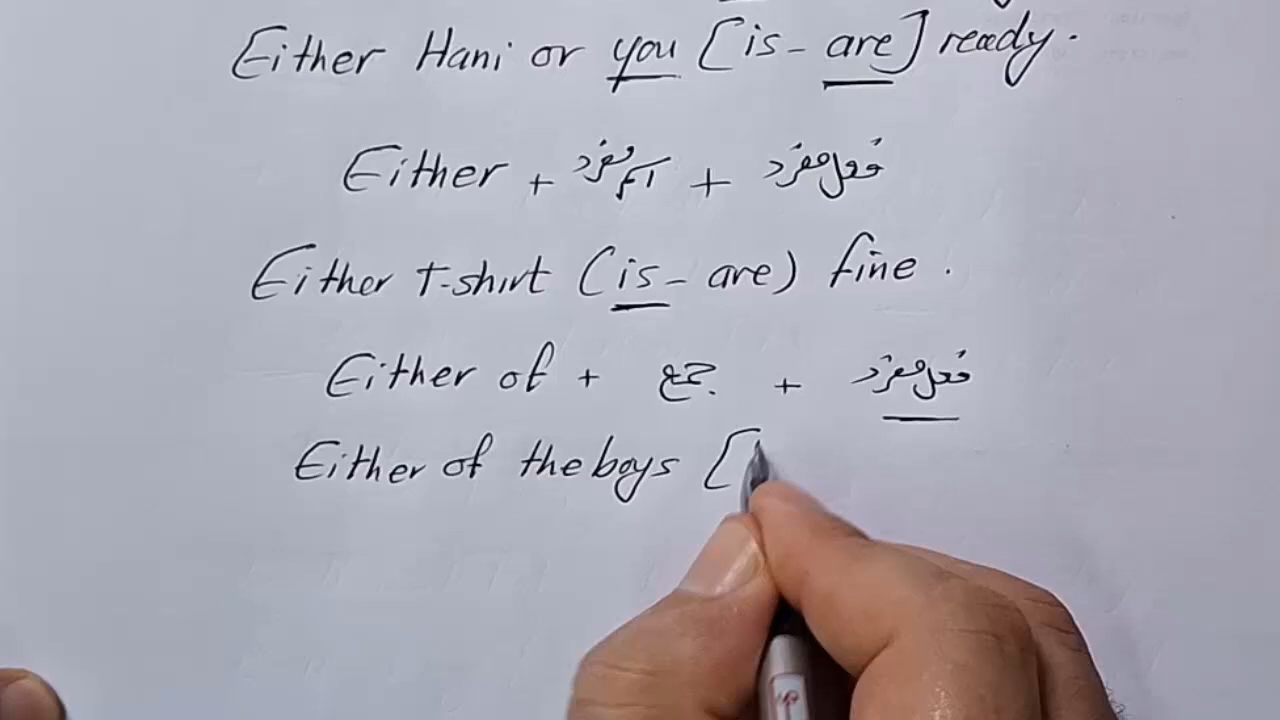 Either Hani or you [is - are] ready.
Either + اسم مفرد + فعل مفرد
Either T-shirt (is - are) fine.
Either of + جمع + فعل مفرد
Either of the boys [